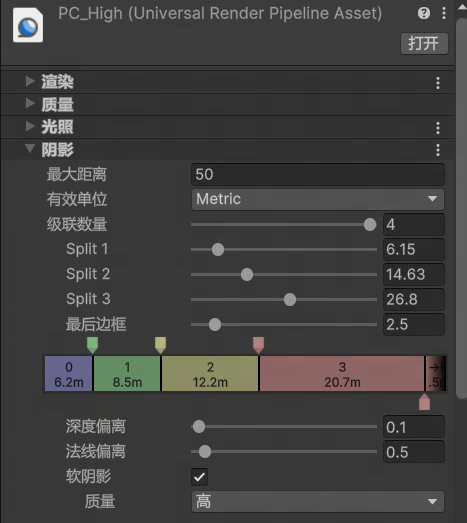 PC_High (Universal Render Pipeline Asset)
打开
渲染
质量
光照
阴影
最大距离 50
有效单位 Metric
级联数量 4
Split 1 6.15
Split 2 14.63
Split 3 26.8
最后边框 2.5
0 1 2 3
6.2m 8.5m 12.2m 20.7m
深度偏离 0.1
法线偏离 0.5
软阴影
质量 高